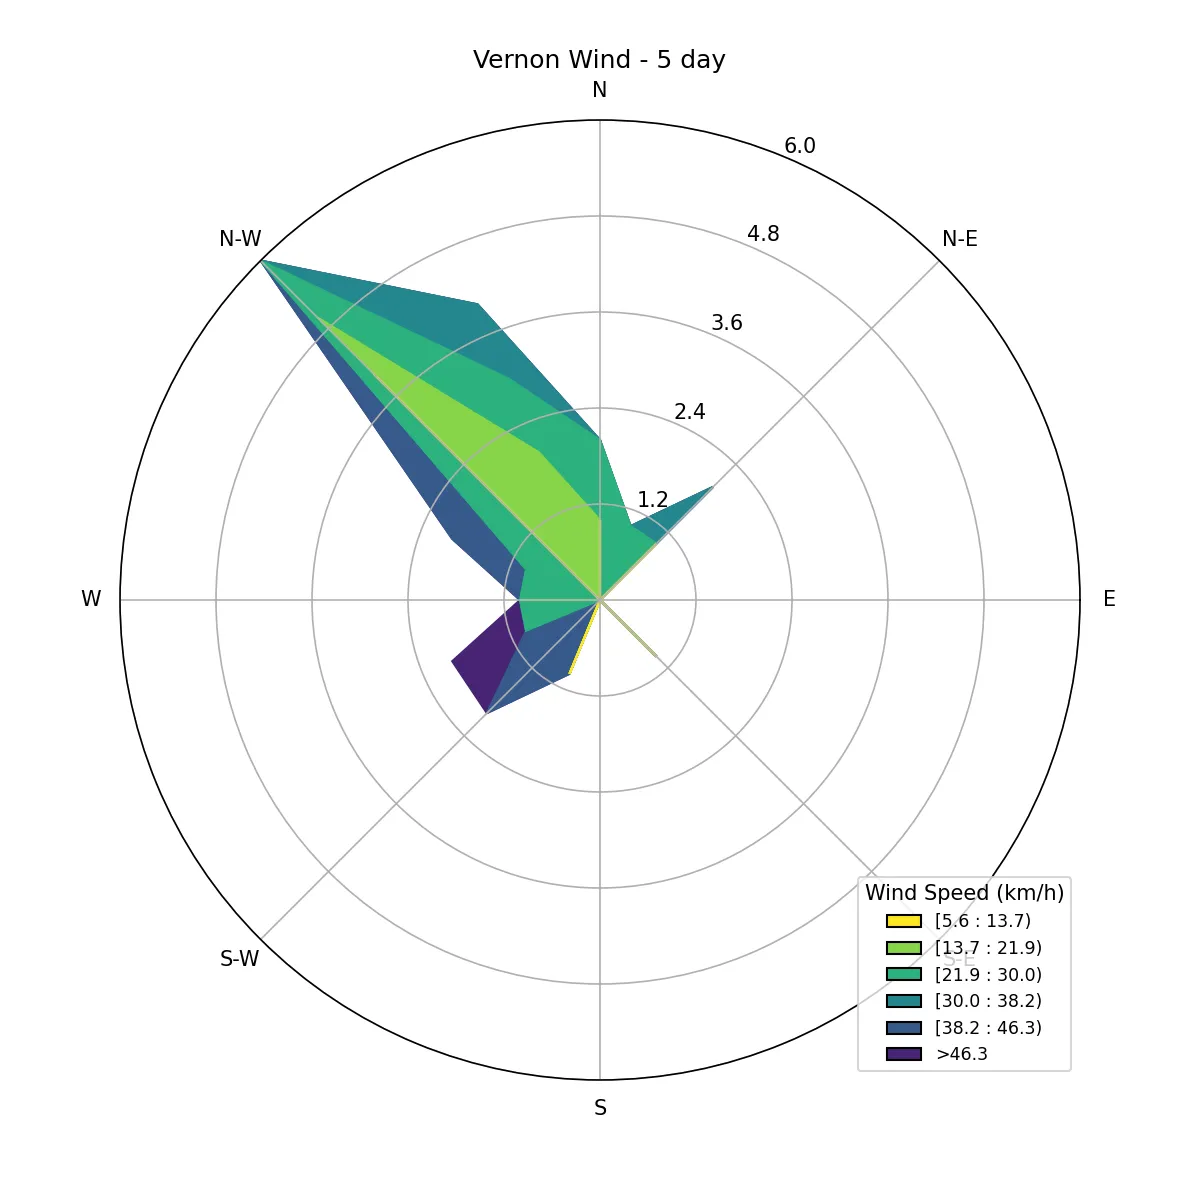 Vernon Wind - 5 day
N
6.0
N-W
4.8
N-E
3.6
2.4
1.2
W
E
Wind Speed (km/h)
[5.6 : 13.7)
[13.7 : 21.9)
S-W
S-E
[21.9 : 30.0)
[30.0 : 38.2)
[38.2 : 46.3)
>46.3
S